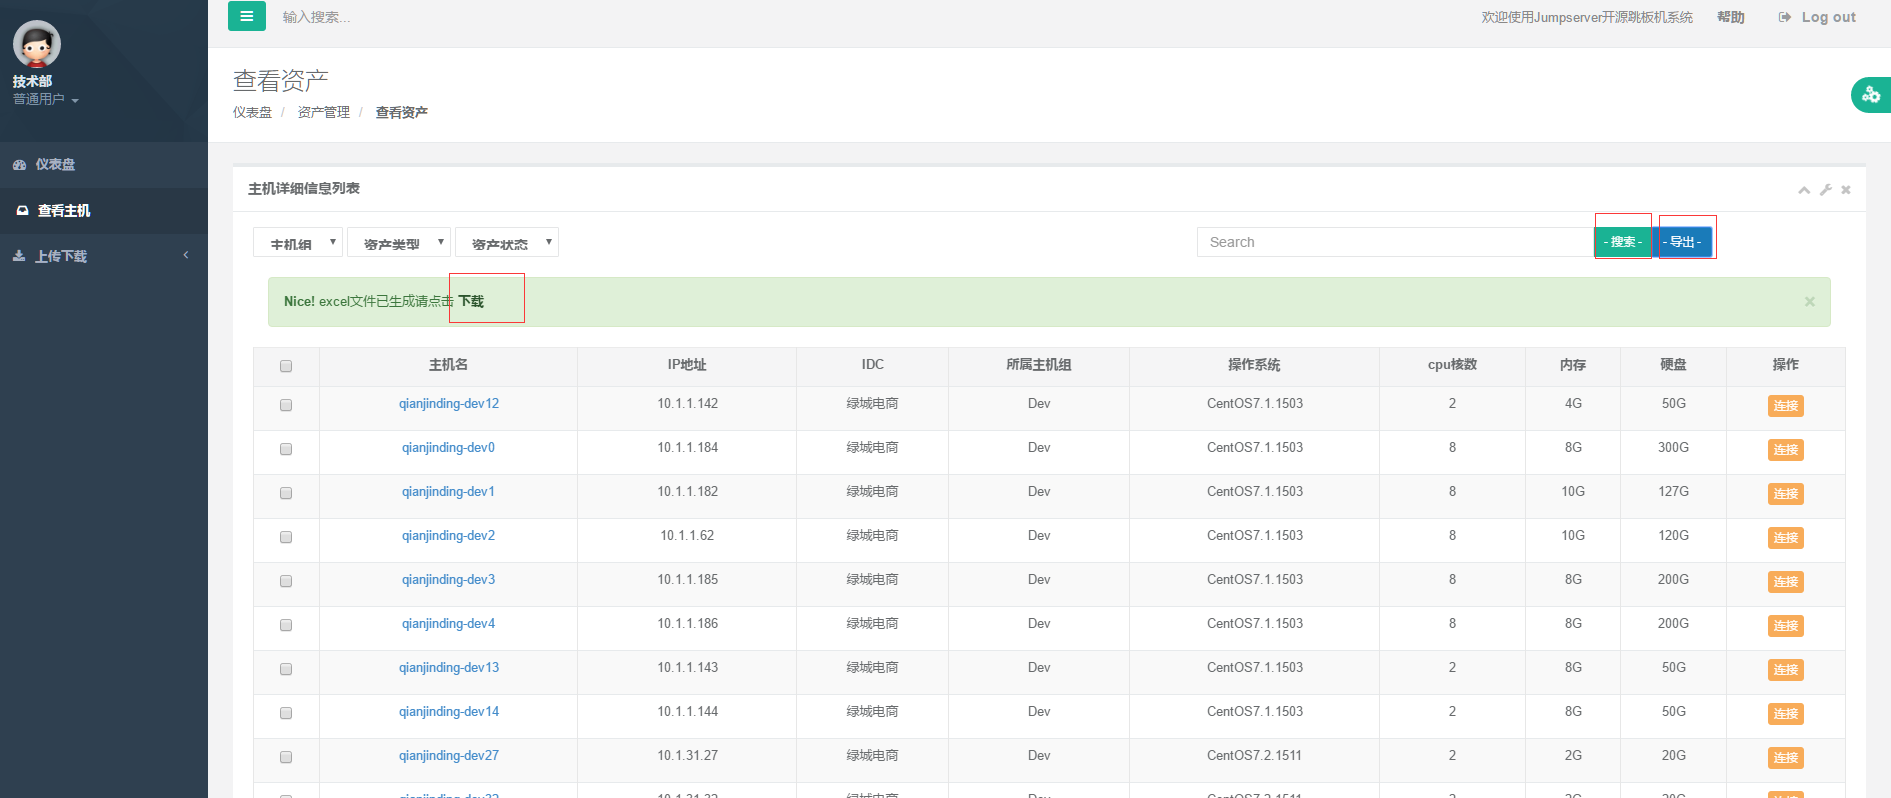 输入搜索...
欢迎使用Jumpserver开源跳板机系统 帮助 Log out
技术部
普通用户
仪表盘
查看主机
上传下载
查看资产
仪表盘 / 资产管理 / 查看资产
主机详细信息列表
主机组 资产类型 资产状态 Search - 搜索 - - 导出 -
Nice! excel文件已生成请点击 下载 ×
主机名 IP地址 IDC 所属主机组 操作系统 cpu核数 内存 硬盘 操作
qianjinding-dev12 10.1.1.142 绿城电商 Dev CentOS7.1.1503 2 4G 50G 连接
qianjinding-dev0 10.1.1.184 绿城电商 Dev CentOS7.1.1503 8 8G 300G 连接
qianjinding-dev1 10.1.1.182 绿城电商 Dev CentOS7.1.1503 8 10G 127G 连接
qianjinding-dev2 10.1.1.62 绿城电商 Dev CentOS7.1.1503 8 10G 120G 连接
qianjinding-dev3 10.1.1.185 绿城电商 Dev CentOS7.1.1503 8 8G 200G 连接
qianjinding-dev4 10.1.1.186 绿城电商 Dev CentOS7.1.1503 8 8G 200G 连接
qianjinding-dev13 10.1.1.143 绿城电商 Dev CentOS7.1.1503 2 8G 50G 连接
qianjinding-dev14 10.1.1.144 绿城电商 Dev CentOS7.1.1503 2 8G 50G 连接
qianjinding-dev27 10.1.31.27 绿城电商 Dev CentOS7.2.1511 2 2G 20G 连接